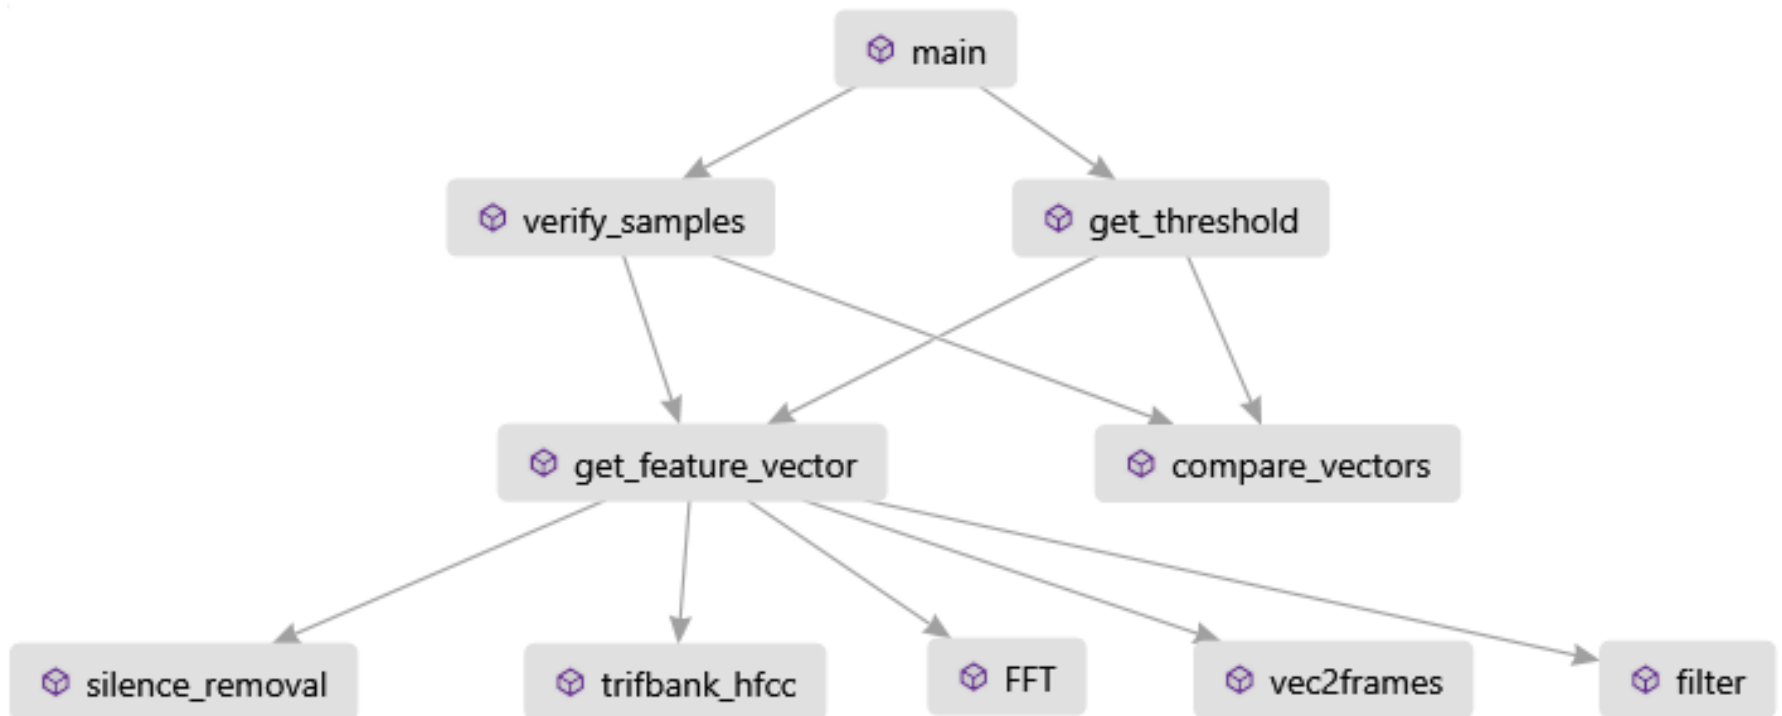 main
verify_samples
get_threshold
get_feature_vector
compare_vectors
silence_removal
trifbank_hfcc
FFT
vec2frames
filter